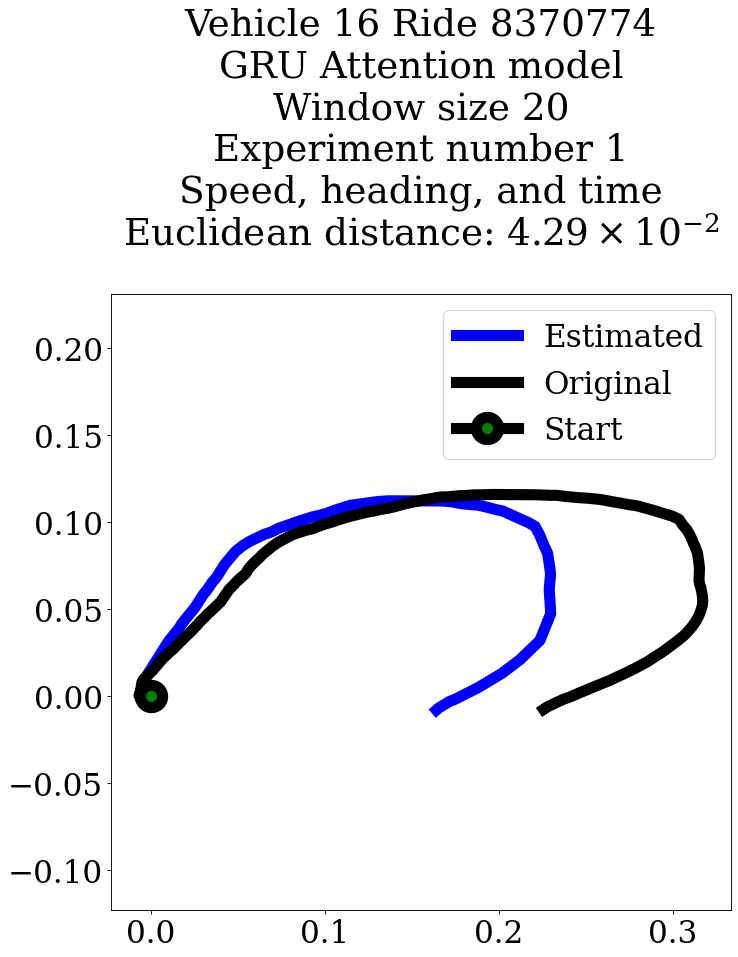 Vehicle 16 Ride 8370774
GRU Attention model
Window size 20
Experiment number 1
Speed, heading, and time
Euclidean distance: 4.29 × 10⁻²
Estimated
Original
Start
0.20
0.15
0.10
0.05
0.00
−0.05
−0.10
0.0 0.1 0.2 0.3